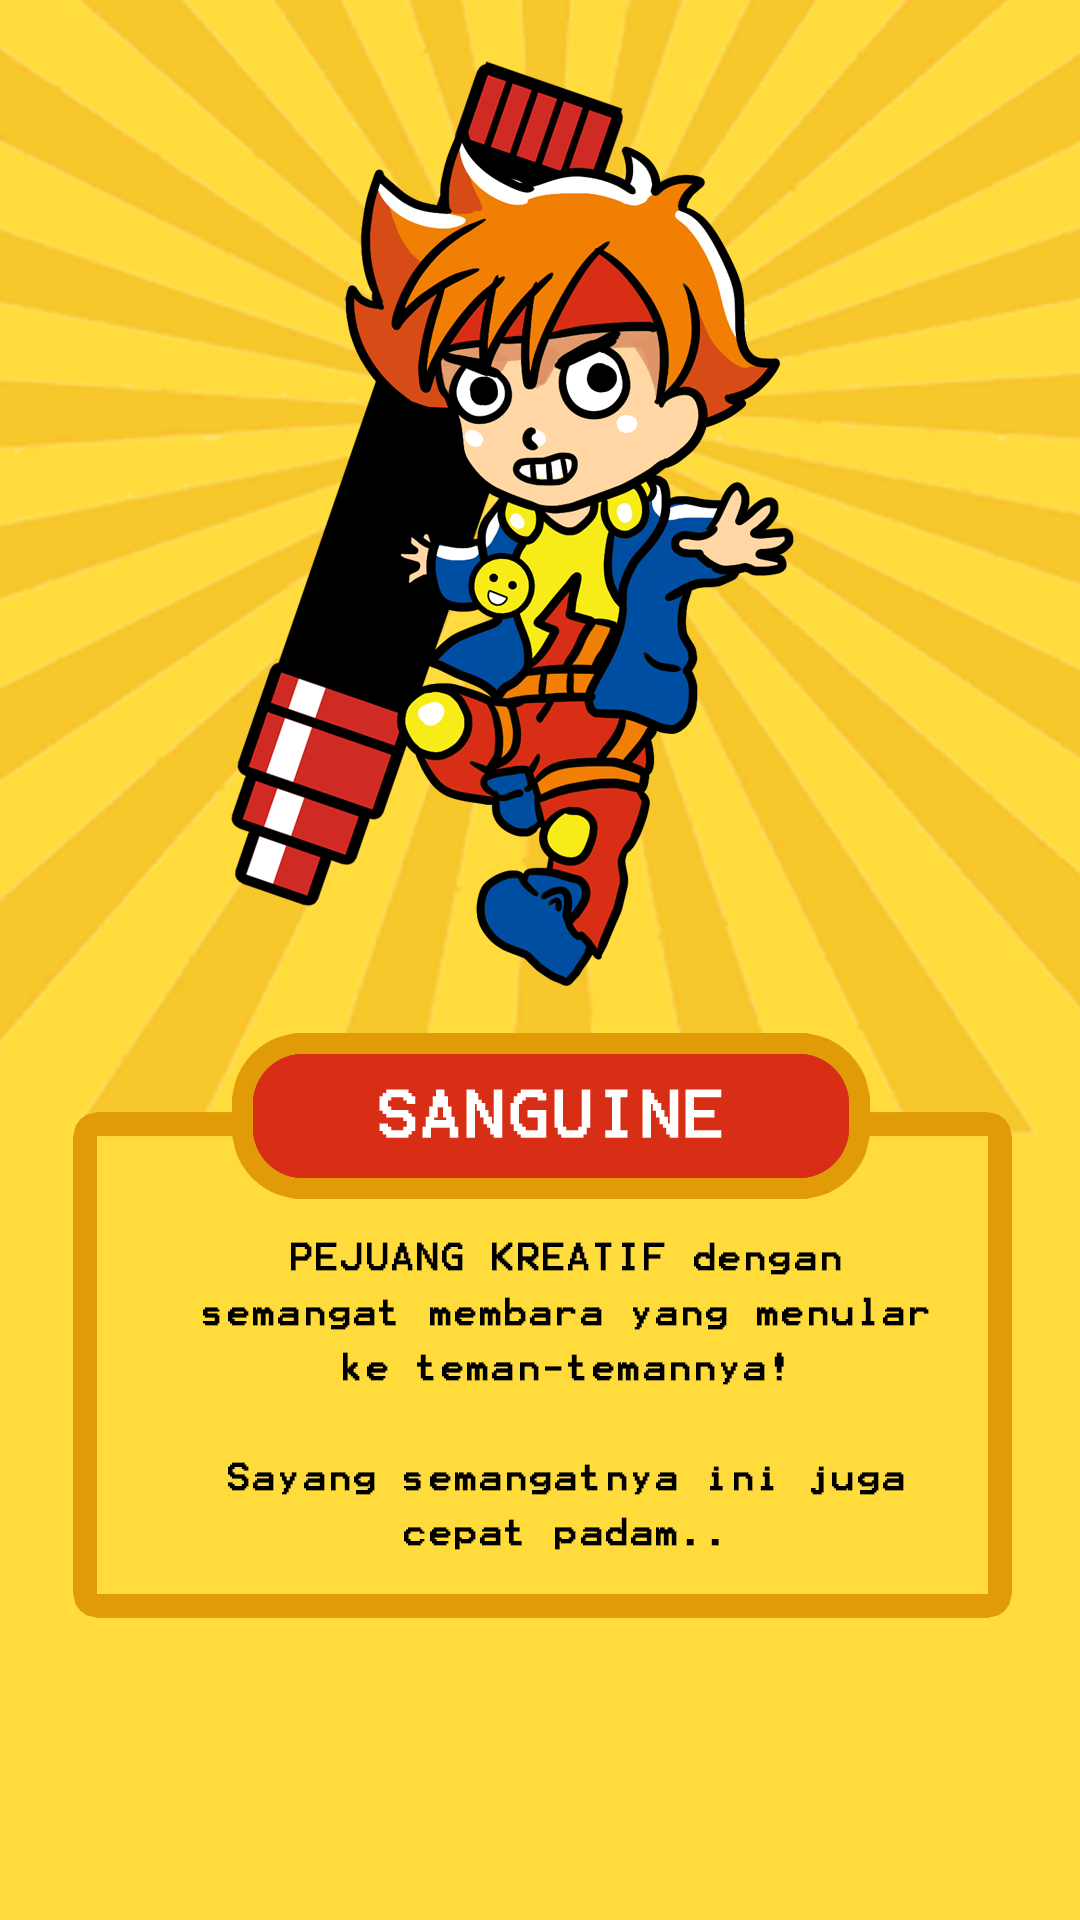 SANGUINE
PEJUANG KREATIF dengan
semangat membara yang menular
ke teman-temannya!
Sayang semangatnya ini juga
cepat padam..